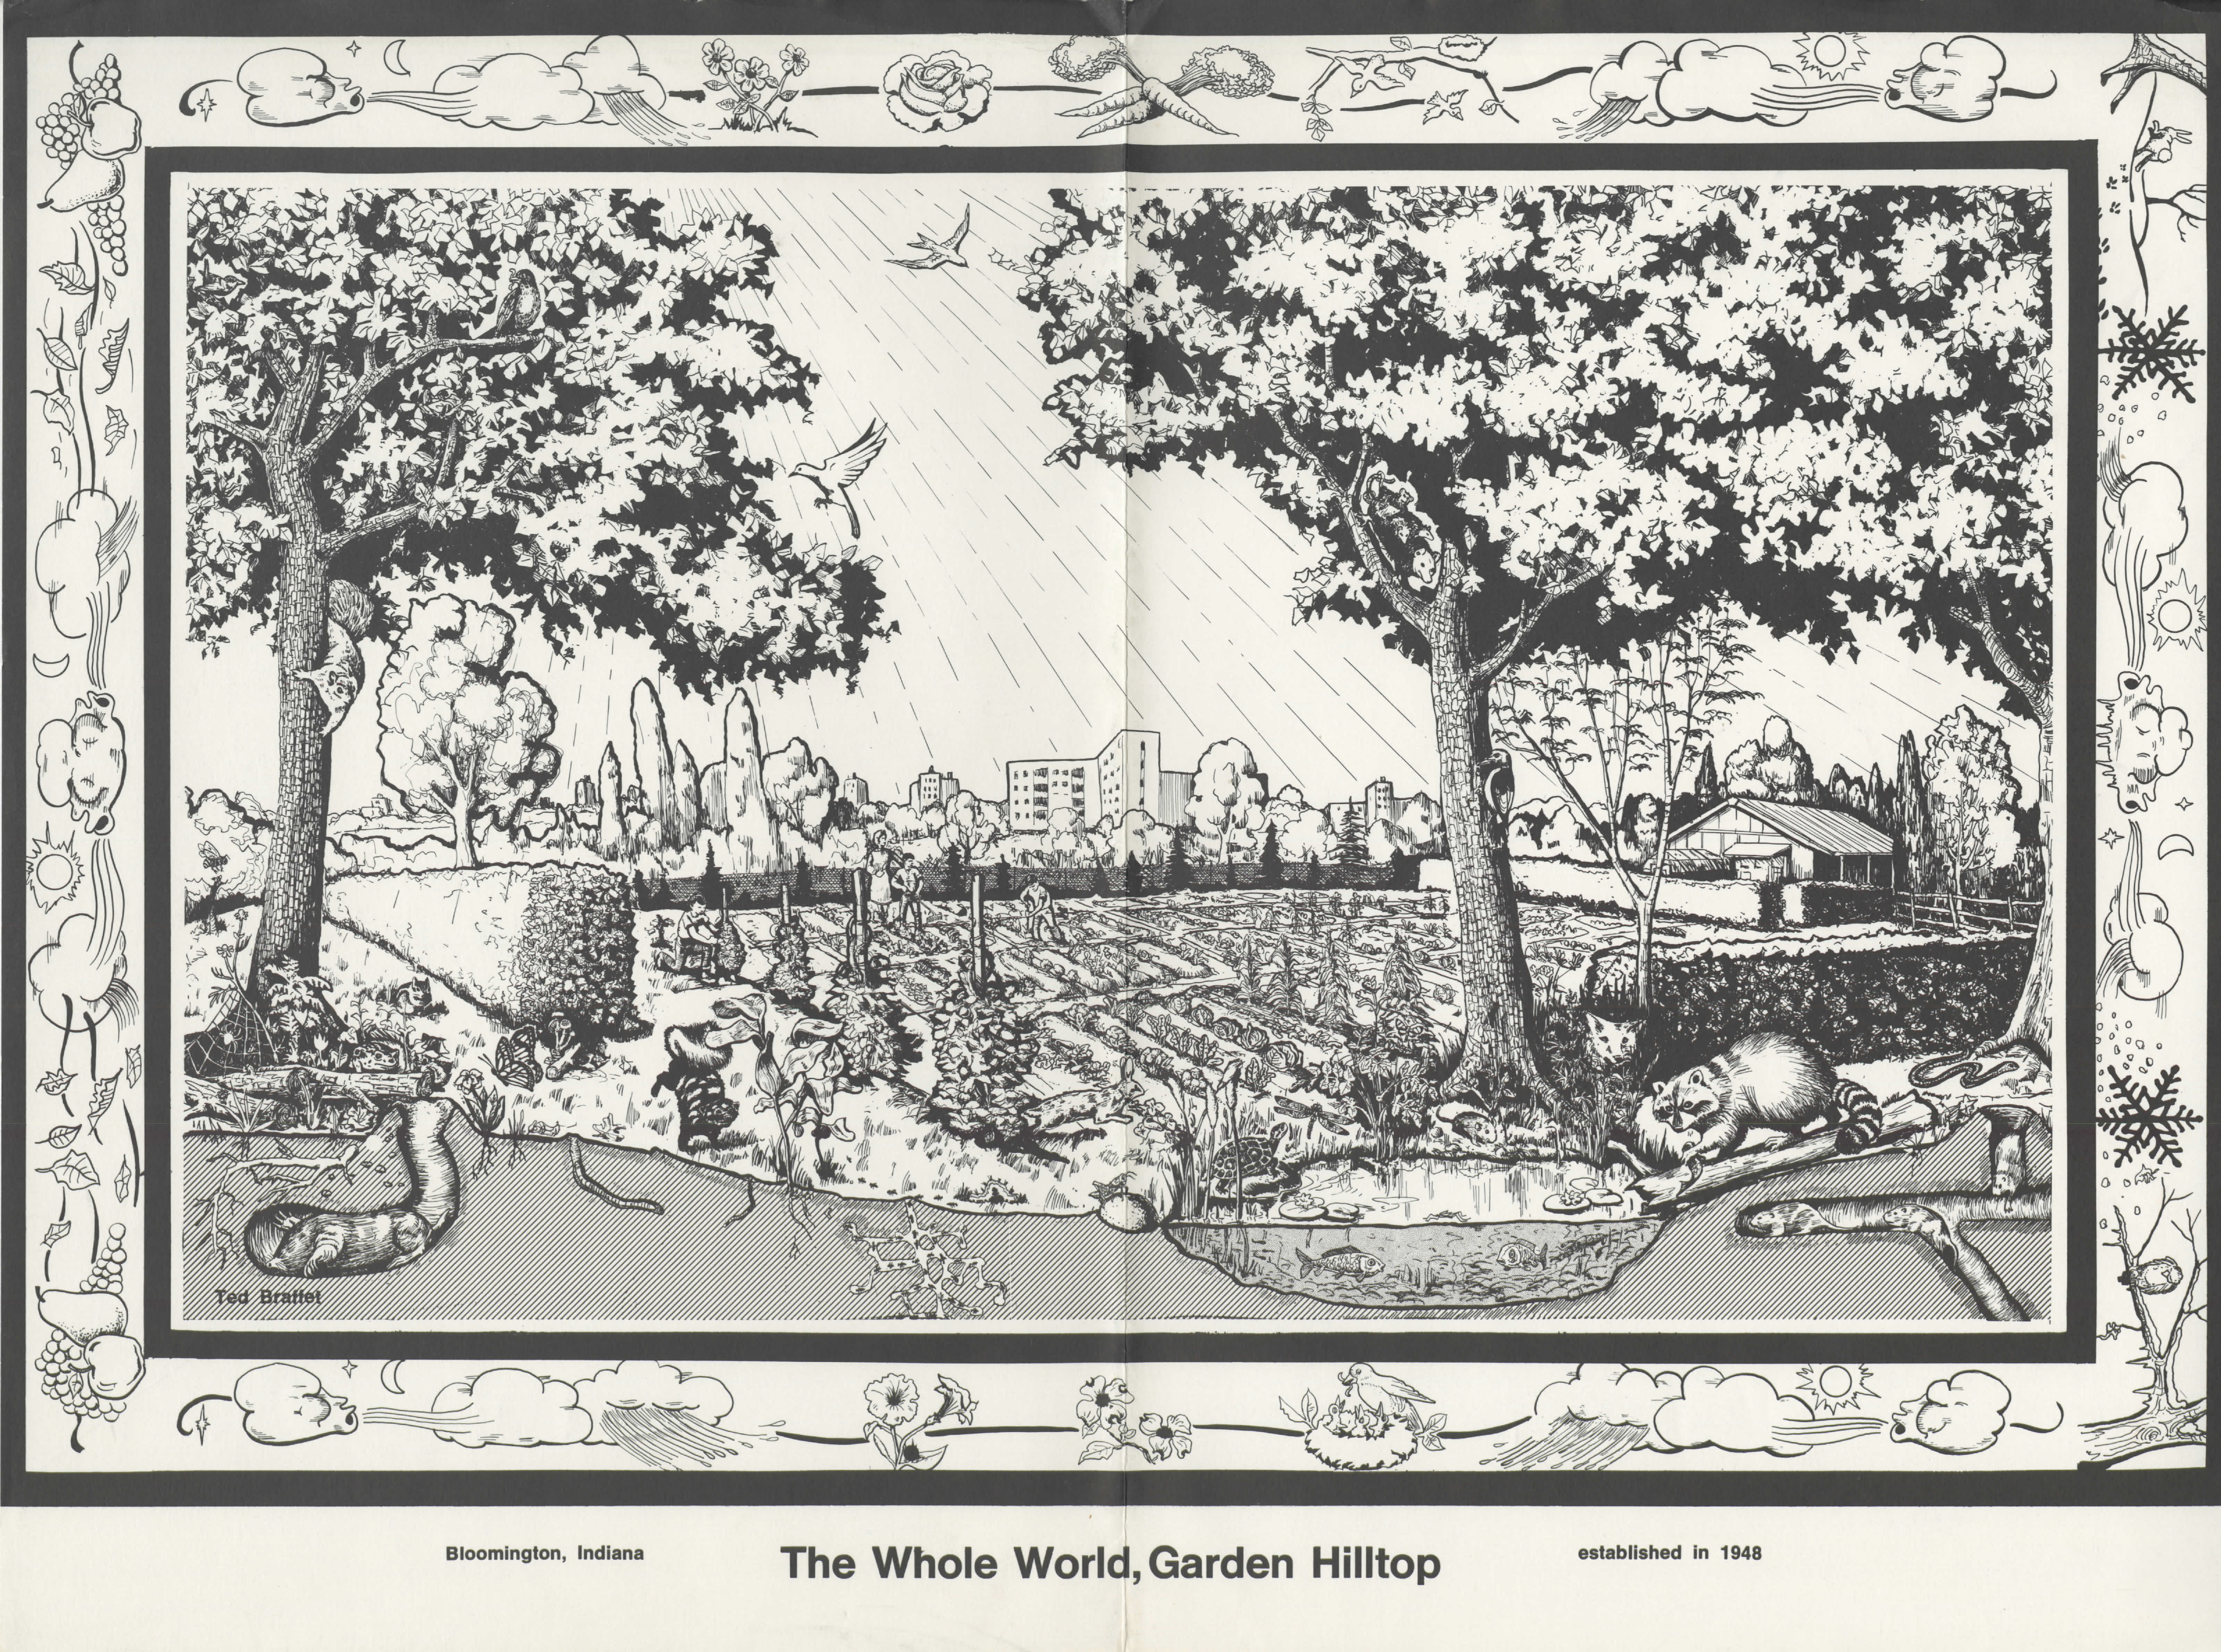 Ted Braffet
Bloomington, Indiana
The Whole World, Garden Hilltop
established in 1948